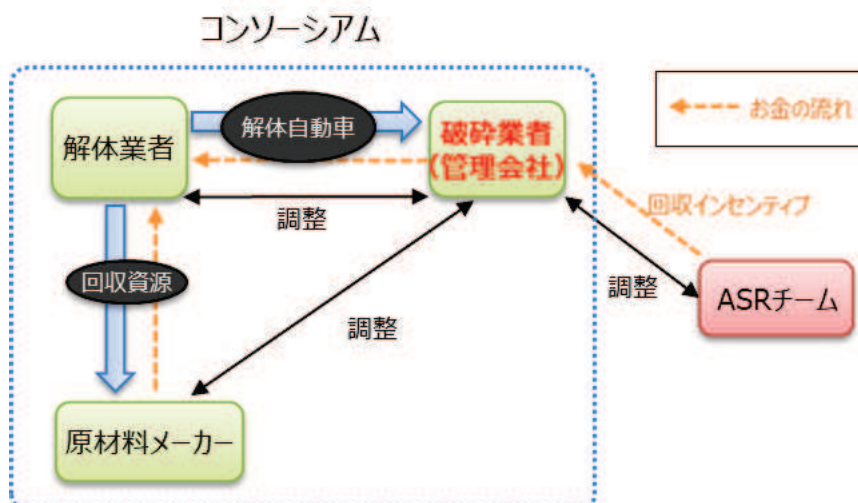 コンソーシアム
解体業者
解体自動車
破砕業者
(管理会社)
お金の流れ
調整
回収インセンティブ
回収資源
調整
調整
ASRチーム
原材料メーカー